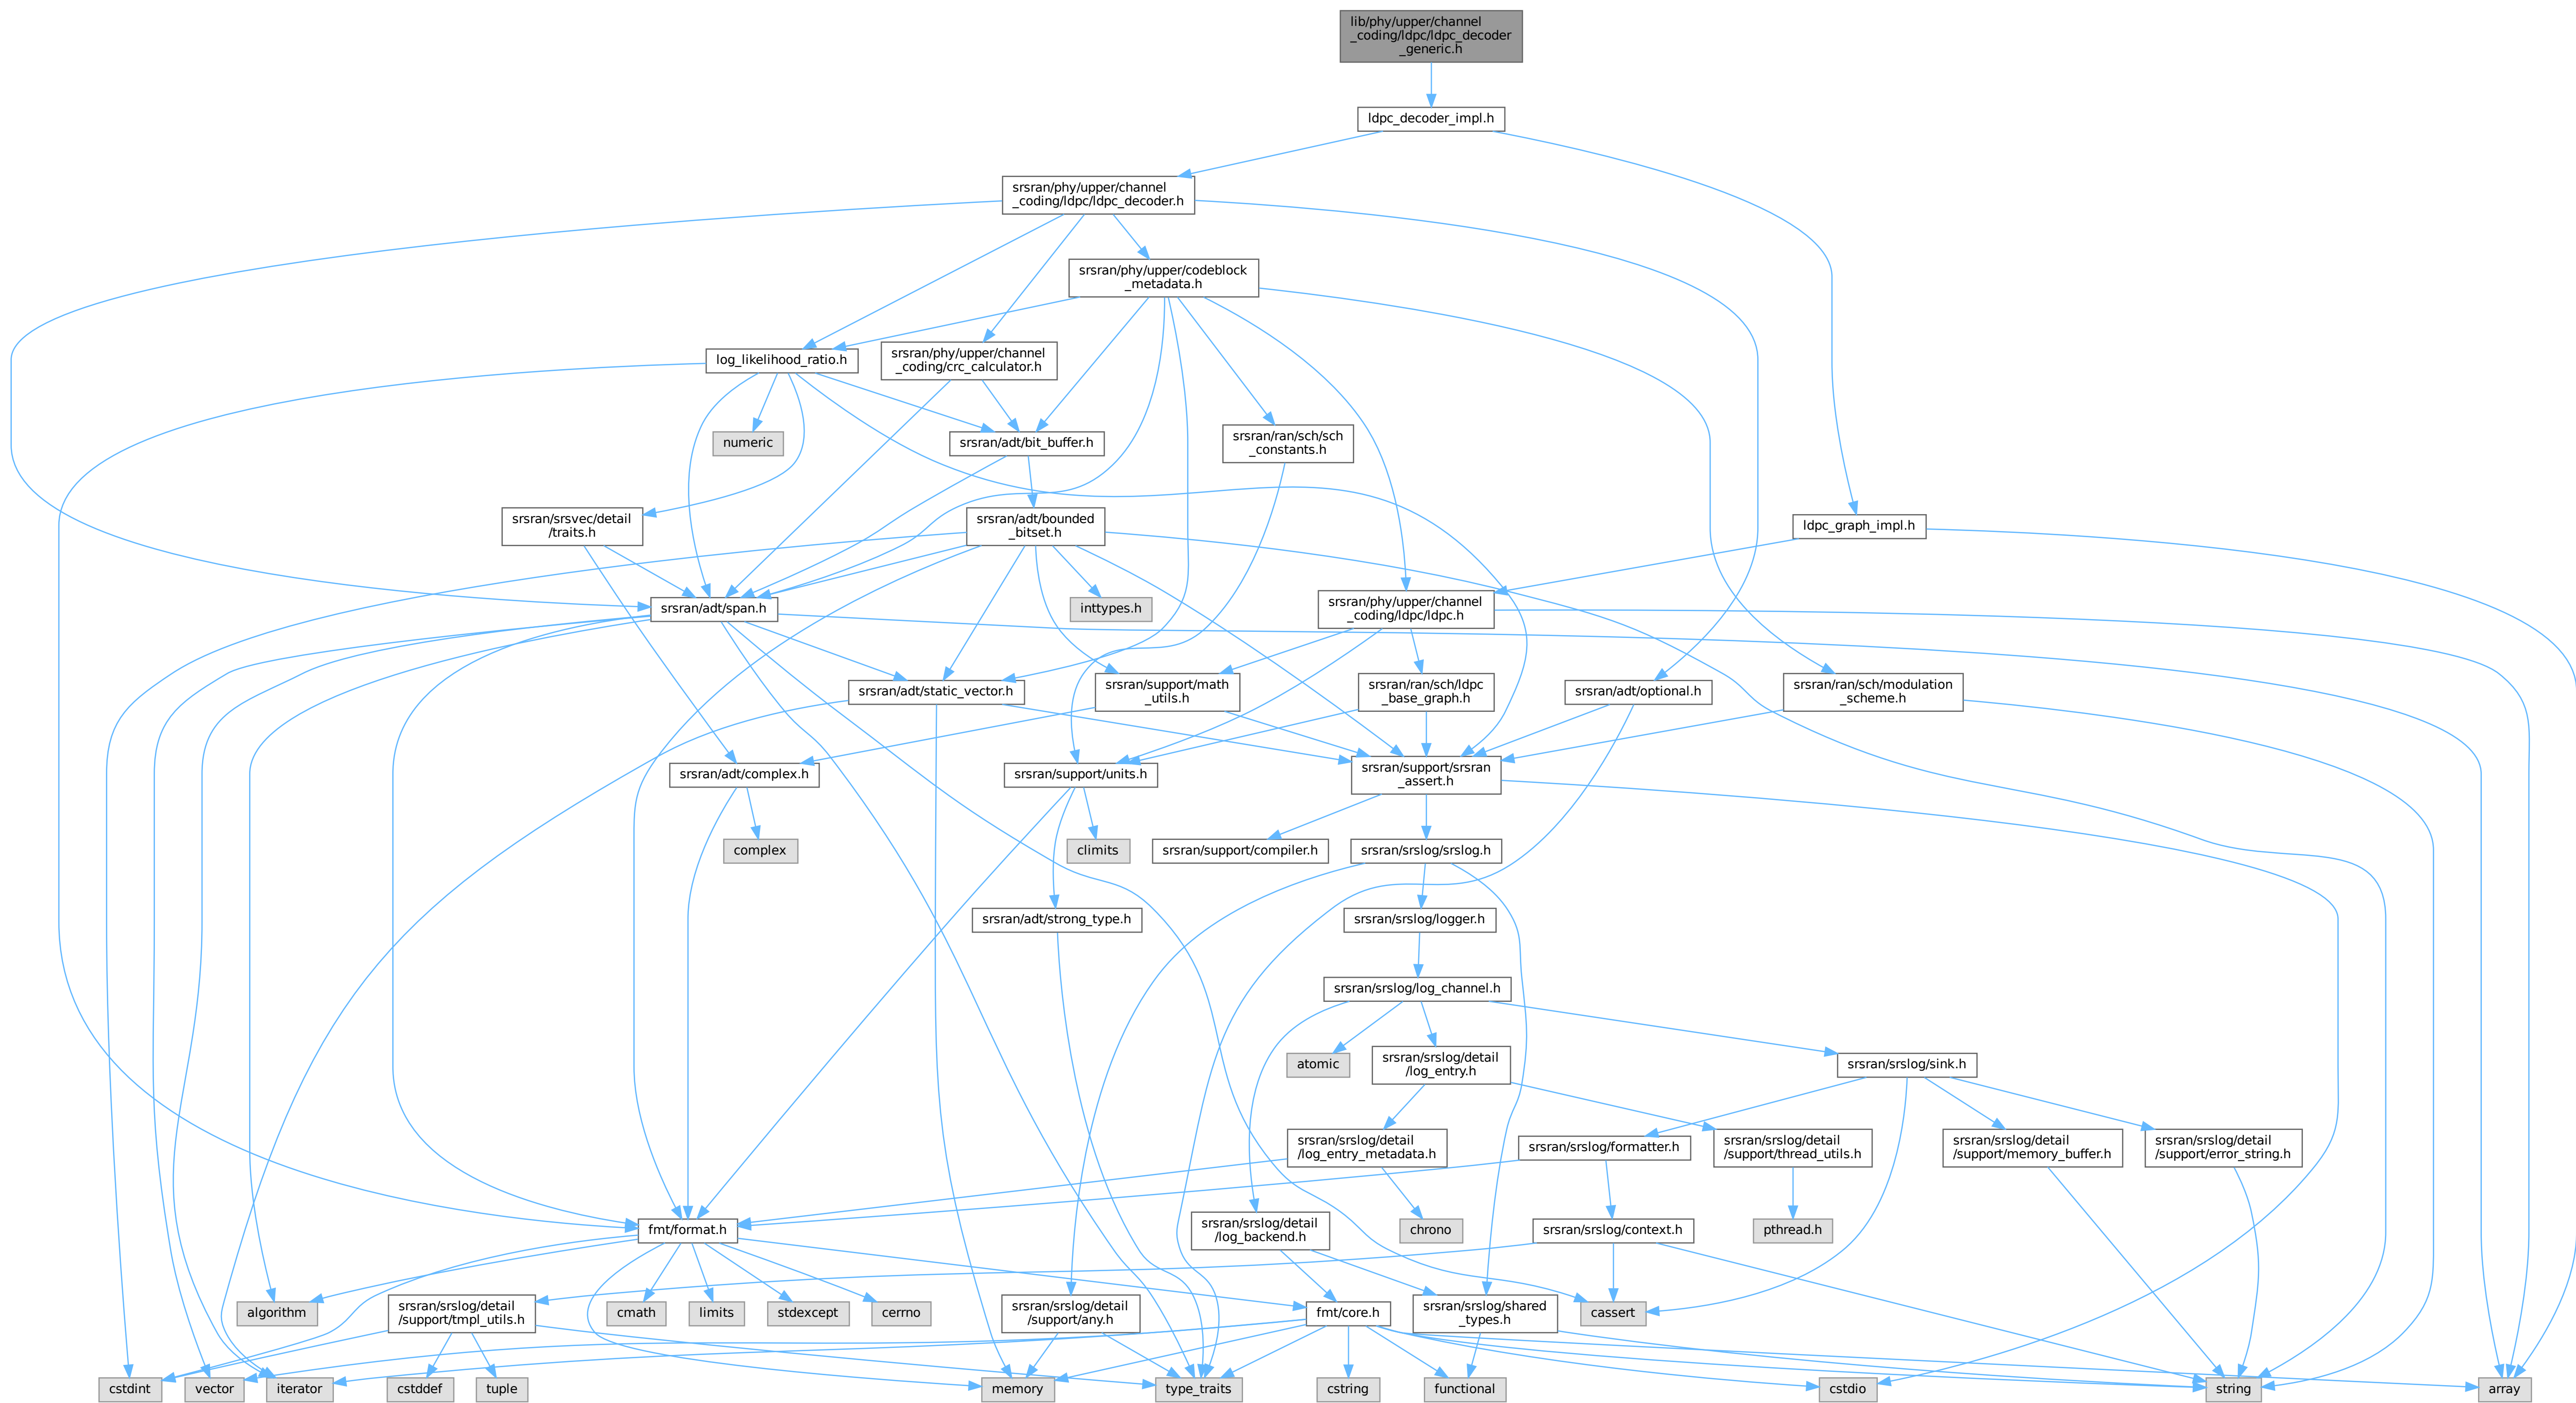 lib/phy/upper/channel
_coding/ldpc/ldpc_decoder
_generic.h
ldpc_decoder_impl.h
srsran/phy/upper/channel
_coding/ldpc/ldpc_decoder.h
srsran/phy/upper/codeblock
_metadata.h
log_likelihood_ratio.h
srsran/phy/upper/channel
_coding/crc_calculator.h
numeric
srsran/adt/bit_buffer.h
srsran/ran/sch/sch
_constants.h
srsran/srsvec/detail
/traits.h
srsran/adt/bounded
_bitset.h
ldpc_graph_impl.h
srsran/adt/span.h
inttypes.h
srsran/phy/upper/channel
_coding/ldpc/ldpc.h
srsran/adt/static_vector.h
srsran/support/math
_utils.h
srsran/ran/sch/ldpc
_base_graph.h
srsran/adt/optional.h
srsran/ran/sch/modulation
_scheme.h
srsran/adt/complex.h
srsran/support/units.h
srsran/support/srsran
_assert.h
complex
climits
srsran/support/compiler.h
srsran/srslog/srslog.h
srsran/adt/strong_type.h
srsran/srslog/logger.h
srsran/srslog/log_channel.h
atomic
srsran/srslog/detail
/log_entry.h
srsran/srslog/sink.h
srsran/srslog/detail
/log_entry_metadata.h
srsran/srslog/formatter.h
srsran/srslog/detail
/support/thread_utils.h
srsran/srslog/detail
/support/memory_buffer.h
srsran/srslog/detail
/support/error_string.h
fmt/format.h
srsran/srslog/detail
/log_backend.h
chrono
srsran/srslog/context.h
pthread.h
algorithm
srsran/srslog/detail
/support/tmpl_utils.h
cmath
limits
stdexcept
cerrno
srsran/srslog/detail
/support/any.h
fmt/core.h
srsran/srslog/shared
_types.h
cassert
cstdint
vector
iterator
cstddef
tuple
memory
type_traits
cstring
functional
cstdio
string
array